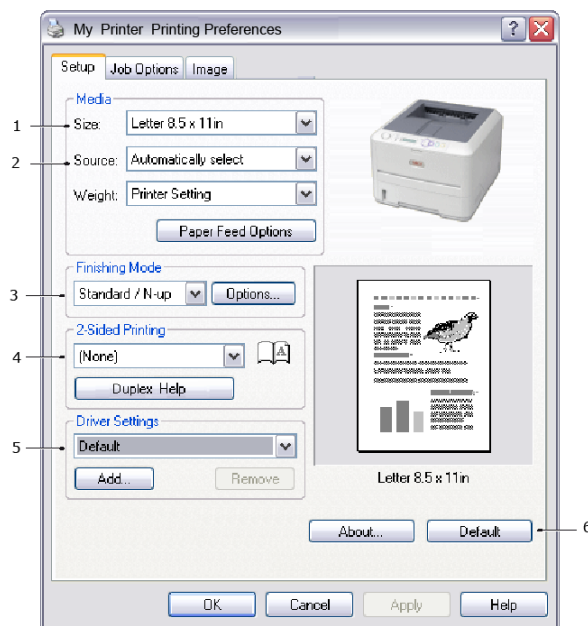 My Printer Printing Preferences
Setup Job Options Image
Media
1 Size: Letter 8.5 x 11in
2 Source: Automatically select
Weight: Printer Setting
Paper Feed Options
Finishing Mode
3 Standard / N-up Options...
2-Sided Printing
4 (None) A
Duplex Help
Driver Settings
5 Default
Add... Remove
Letter 8.5 x 11in
About... Default 6
OK Cancel Apply Help